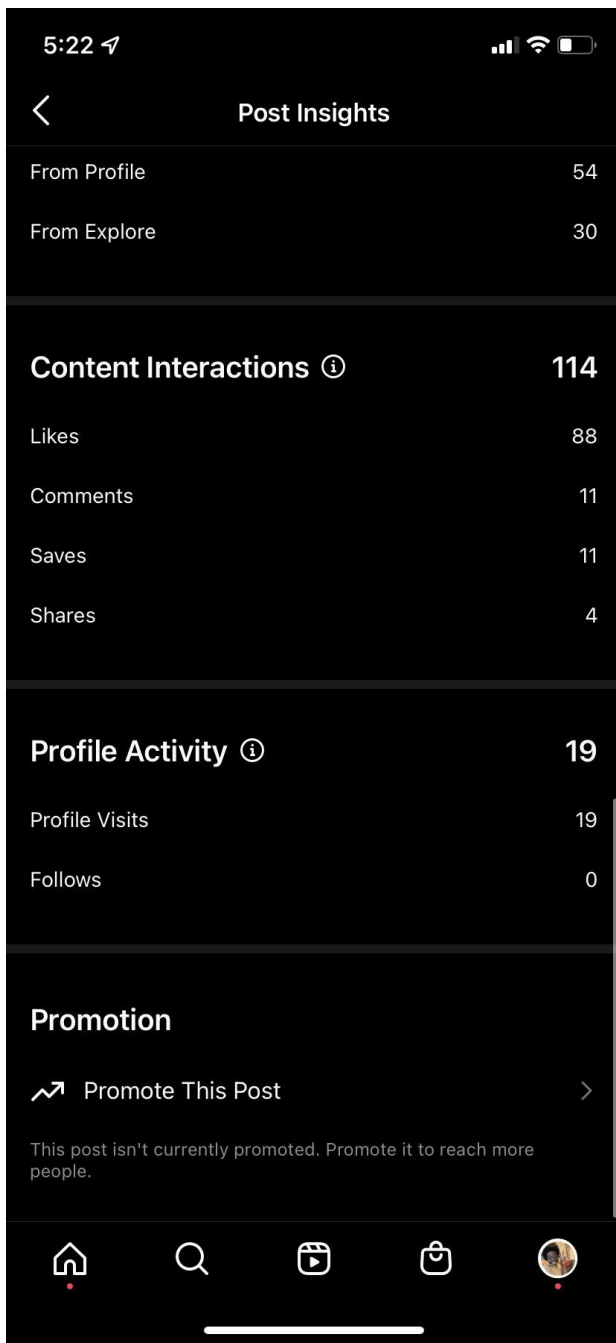 5:22
Post Insights
From Profile 54
From Explore 30
Content Interactions 114
Likes 88
Comments 11
Saves 11
Shares 4
Profile Activity 19
Profile Visits 19
Follows 0
Promotion
Promote This Post
This post isn't currently promoted. Promote it to reach more
people.